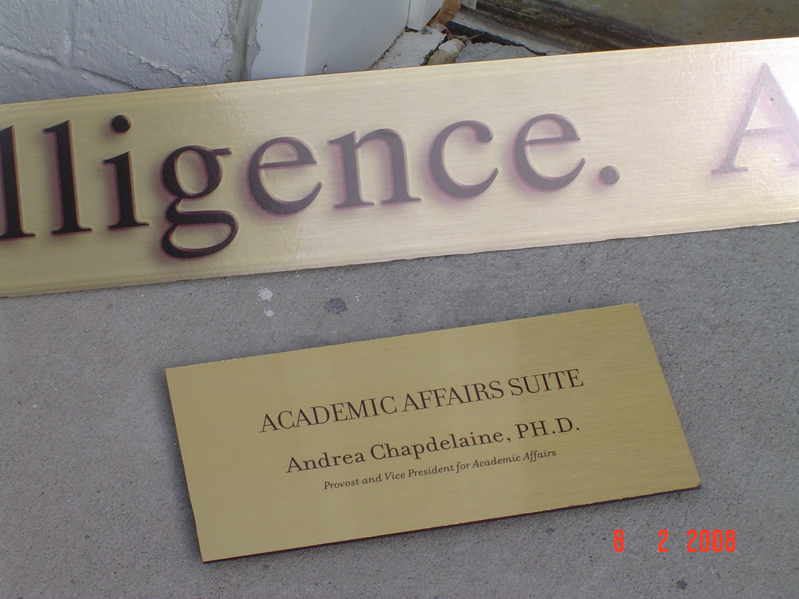 lligence. A
ACADEMIC AFFAIRS SUITE
Andrea Chapdelaine, PH.D.
Provost and Vice President for Academic Affairs
8 2 2008